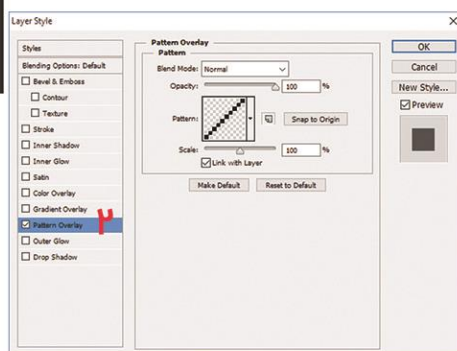 Layer Style
Styles
Blending Options: Default
Bevel & Emboss
Contour
Texture
Stroke
Inner Shadow
Inner Glow
Satin
Color Overlay
Gradient Overlay
Pattern Overlay
۲
Outer Glow
Drop Shadow
Pattern Overlay
Pattern
Blend Mode: Normal
Opacity: 100 %
Pattern: Snap to Origin
Scale: 100 %
Link with Layer
Make Default Reset to Default
OK
Cancel
New Style...
Preview